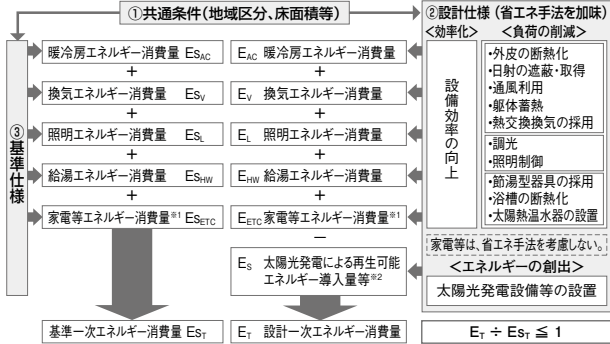 ①共通条件（地域区分、床面積等）
③基準仕様
暖冷房エネルギー消費量 EsAC
＋
換気エネルギー消費量 EsV
＋
照明エネルギー消費量 EsL
＋
給湯エネルギー消費量 EsHW
＋
家電等エネルギー消費量※1 EsETC
基準一次エネルギー消費量 EsT
EAC 暖冷房エネルギー消費量
＋
EV 換気エネルギー消費量
＋
EL 照明エネルギー消費量
＋
EHW 給湯エネルギー消費量
＋
EETC 家電等エネルギー消費量※1
－
ES 太陽光発電による再生可能
エネルギー導入量等※2
ET 設計一次エネルギー消費量
②設計仕様（省エネ手法を加味）
＜効率化＞
設備効率の向上
＜負荷の削減＞
・外皮の断熱化
・日射の遮蔽・取得
・通風利用
・躯体蓄熱
・熱交換換気の採用
・調光
・照明制御
・節湯型器具の採用
・浴槽の断熱化
・太陽熱温水器の設置
家電等は、省エネ手法を考慮しない。
＜エネルギーの創出＞
太陽光発電設備等の設置
ET ÷ EsT ≦ 1